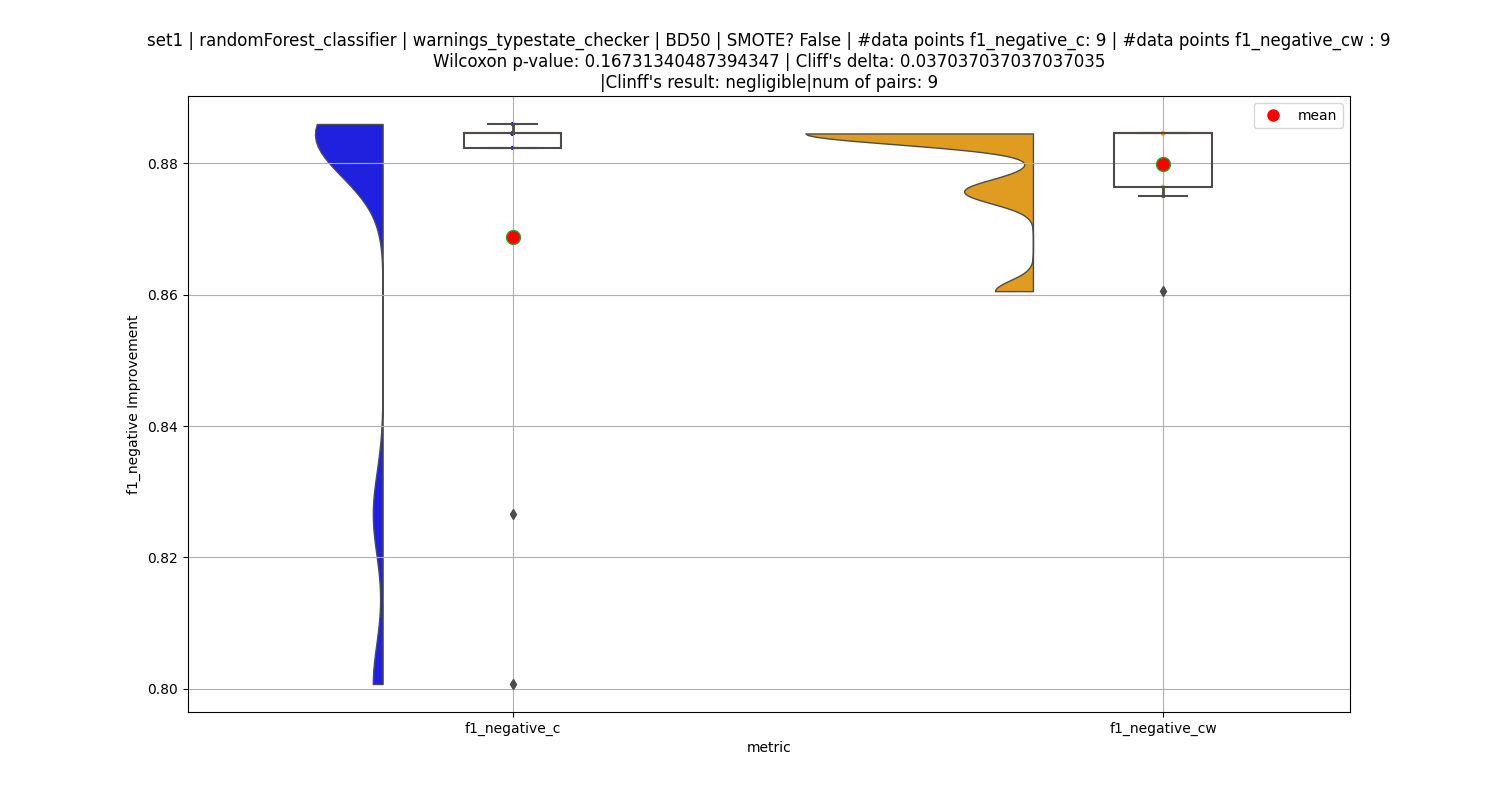 set1 | randomForest_classifier | warnings_typestate_checker | BD50 | SMOTE? False | #data points f1_negative_c: 9 | #data points f1_negative_cw : 9
Wilcoxon p-value: 0.16731340487394347 | Cliff's delta: 0.037037037037037035
|Clinff's result: negligible|num of pairs: 9
mean
0.88
0.86
0.84
0.82
0.80
f1_negative Improvement
f1_negative_c
f1_negative_cw
metric